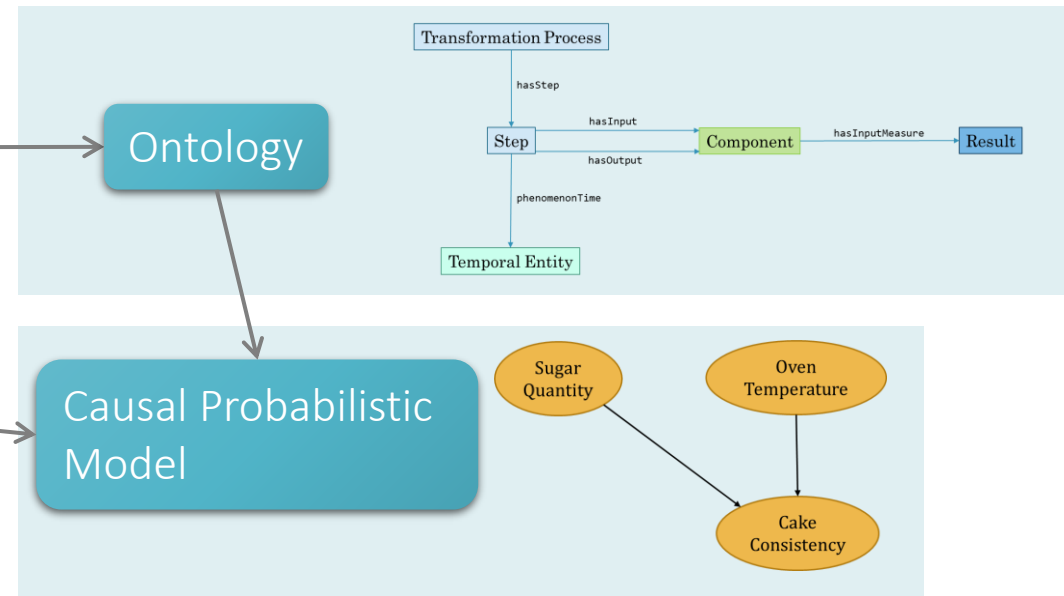 Transformation Process
hasStep
Ontology
Step
hasInput
hasOutput
Component
hasInputMeasure
Result
phenomenonTime
Temporal Entity
Causal Probabilistic
Model
Sugar
Quantity
Oven
Temperature
Cake
Consistency